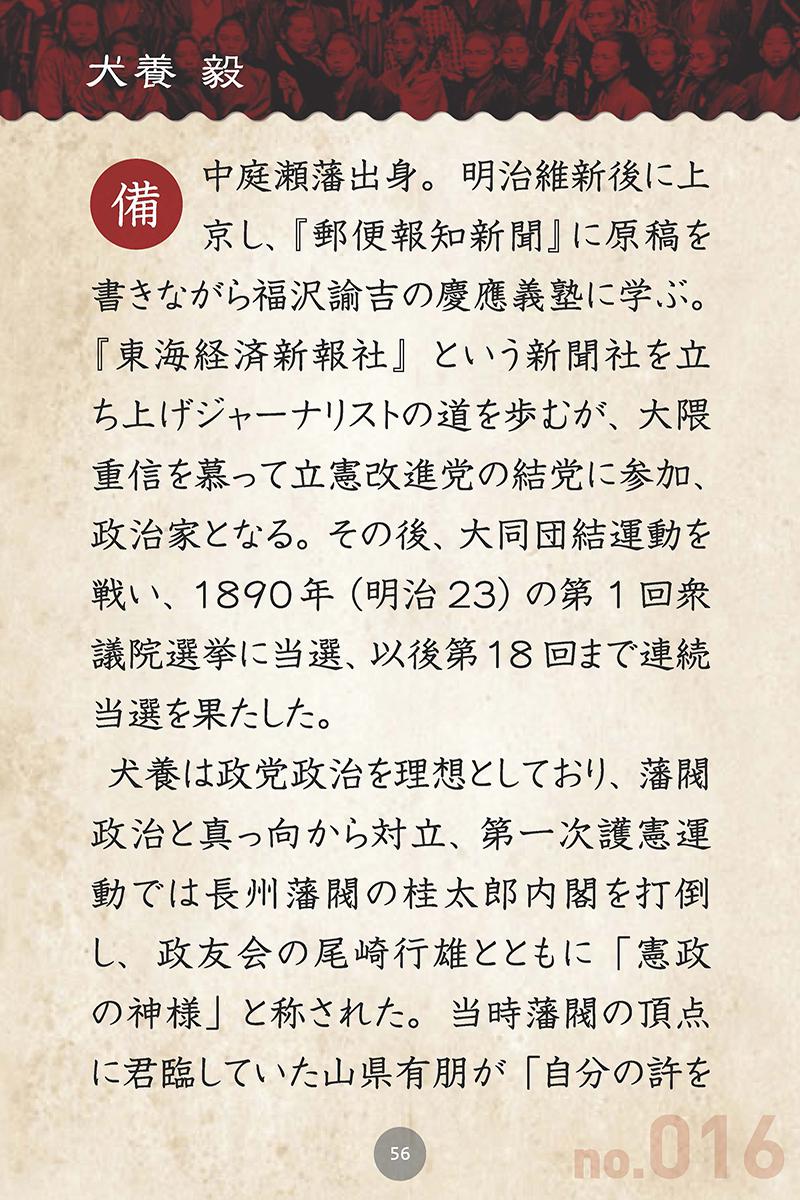 犬養 毅
備中庭瀬藩出身。明治維新後に上
京し、『郵便報知新聞』に原稿を
書きながら福沢諭吉の慶應義塾に学ぶ。
『東海経済新報社』という新聞社を立
ち上げジャーナリストの道を歩むが、大隈
重信を慕って立憲改進党の結党に参加、
政治家となる。その後、大同団結運動を
戦い、1890年（明治23）の第1回衆
議院選挙に当選、以後第18回まで連続
当選を果たした。
犬養は政党政治を理想としており、藩閥
政治と真っ向から対立、第一次護憲運
動では長州藩閥の桂太郎内閣を打倒
し、政友会の尾崎行雄とともに「憲政
の神様」と称された。当時藩閥の頂点
に君臨していた山県有朋が「自分の許を
56
no.016